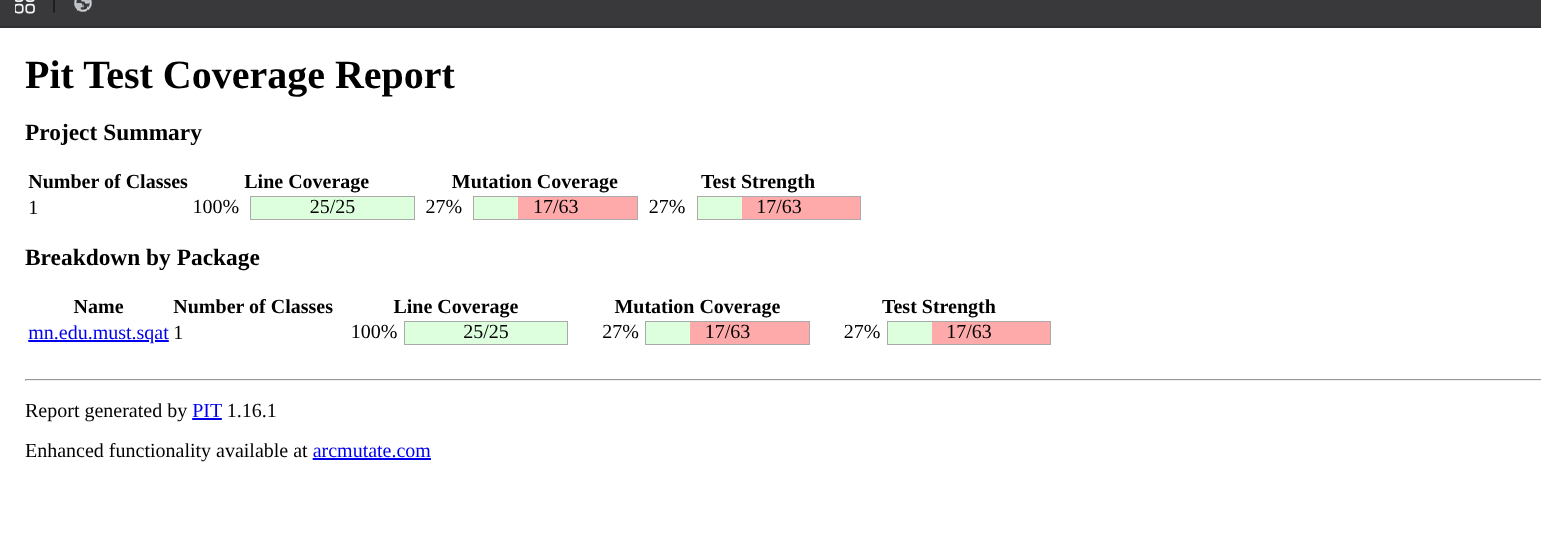 Pit Test Coverage Report
Project Summary
Number of Classes Line Coverage Mutation Coverage Test Strength
1 100% 25/25 27% 17/63 27% 17/63
Breakdown by Package
Name Number of Classes Line Coverage Mutation Coverage Test Strength
mn.edu.must.sqat 1 100% 25/25 27% 17/63 27% 17/63
Report generated by PIT 1.16.1
Enhanced functionality available at arcmutate.com